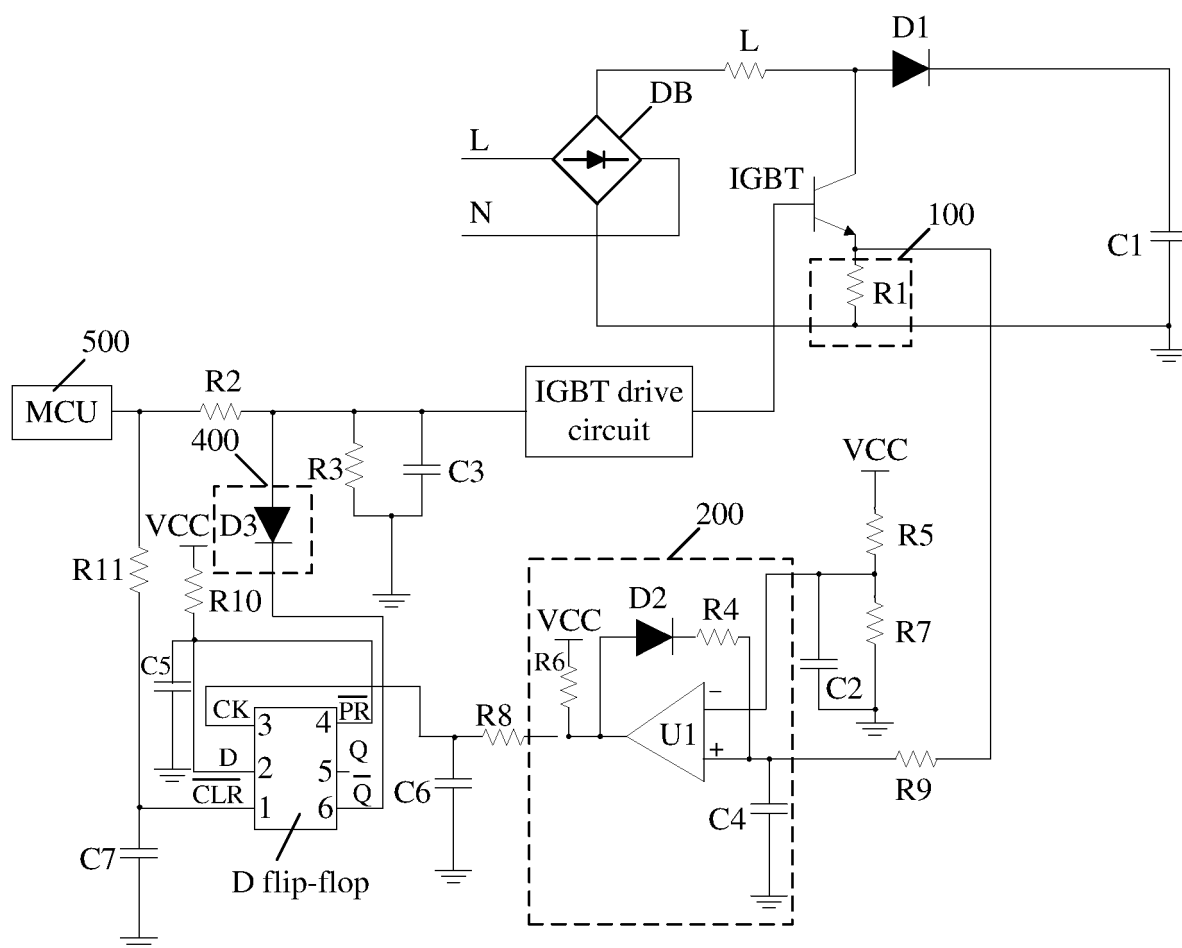 L
D1
DB
L
IGBT
100
N
C1
R1
500
R2
IGBT drive
circuit
MCU
400
R3
C3
VCC
VCC
D3
200
R5
R11
R10
D2
R4
VCC
R7
C5
R6
C2
CK
3
4
PR
R8
U1
−
+
D
2
5
Q
CLR
1
6
Q
C6
R9
C4
C7
D flip-flop